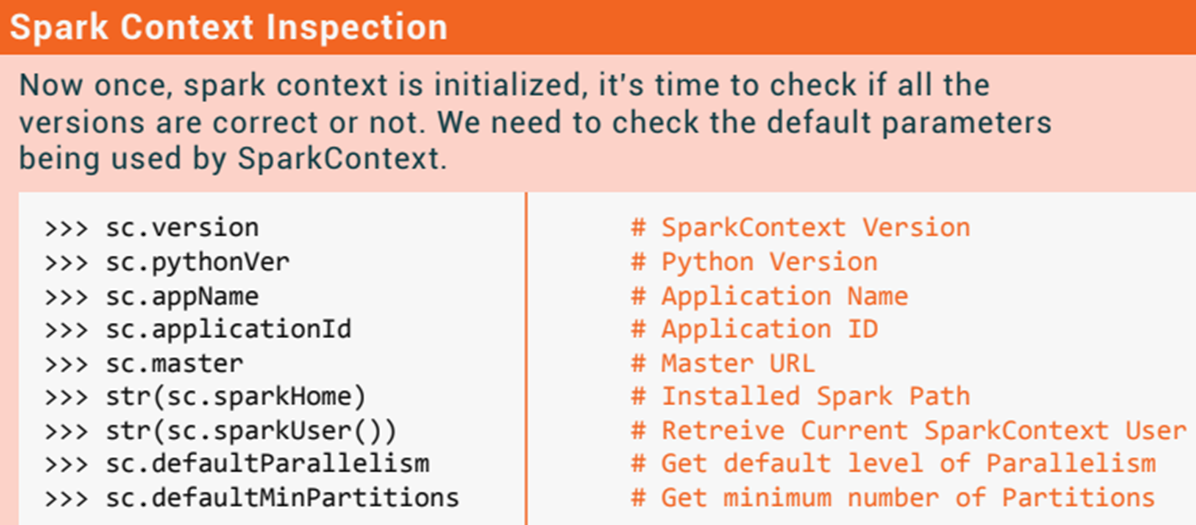 Spark Context Inspection
Now once, spark context is initialized, it's time to check if all the
versions are correct or not. We need to check the default parameters
being used by SparkContext.
>>> sc.version # SparkContext Version
>>> sc.pythonVer # Python Version
>>> sc.appName # Application Name
>>> sc.applicationId # Application ID
>>> sc.master # Master URL
>>> str(sc.sparkHome) # Installed Spark Path
>>> str(sc.sparkUser()) # Retreive Current SparkContext User
>>> sc.defaultParallelism # Get default level of Parallelism
>>> sc.defaultMinPartitions # Get minimum number of Partitions